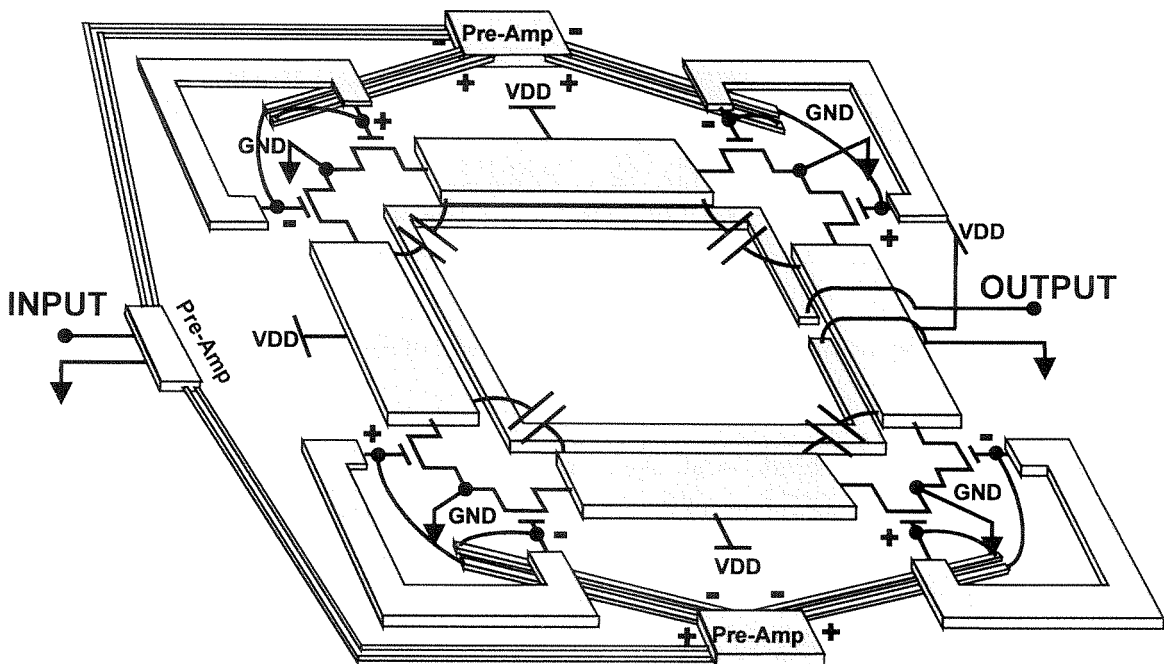 Pre-Amp
-
-
+
+
VDD
GND
+
-
-
GND
+
VDD
INPUT
Pre-Amp
VDD
OUTPUT
+
GND
-
-
GND
+
VDD
-
-
+
Pre-Amp
+